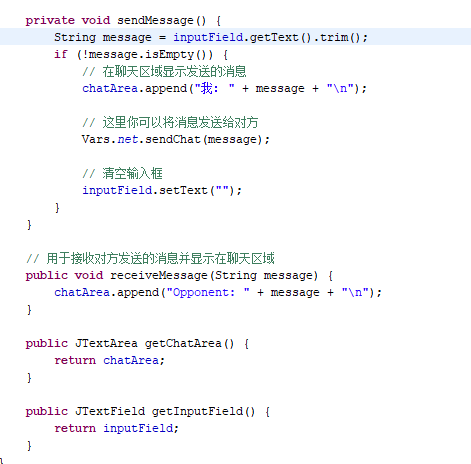 private void sendMessage() {
String message = inputField.getText().trim();
if (!message.isEmpty()) {
// 在聊天区域显示发送的消息
chatArea.append("我: " + message + "\n");
// 这里你可以将消息发送给对方
Vars.net.sendChat(message);
// 清空输入框
inputField.setText("");
}
}
// 用于接收对方发送的消息并显示在聊天区域
public void receiveMessage(String message) {
chatArea.append("Opponent: " + message + "\n");
}
public JTextArea getChatArea() {
return chatArea;
}
public JTextField getInputField() {
return inputField;
}